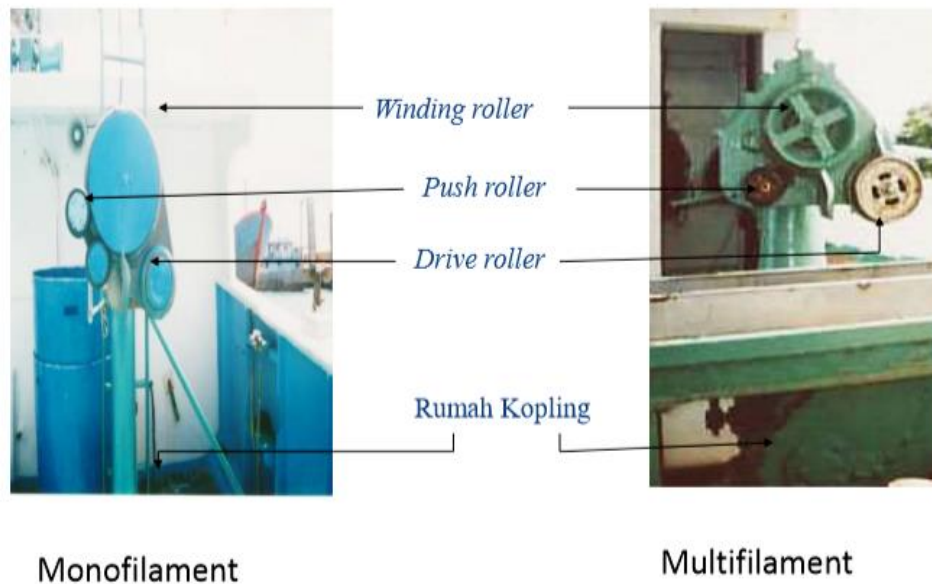 Winding roller
Push roller
Drive roller
Rumah Kopling
Monofilament
Multifilament